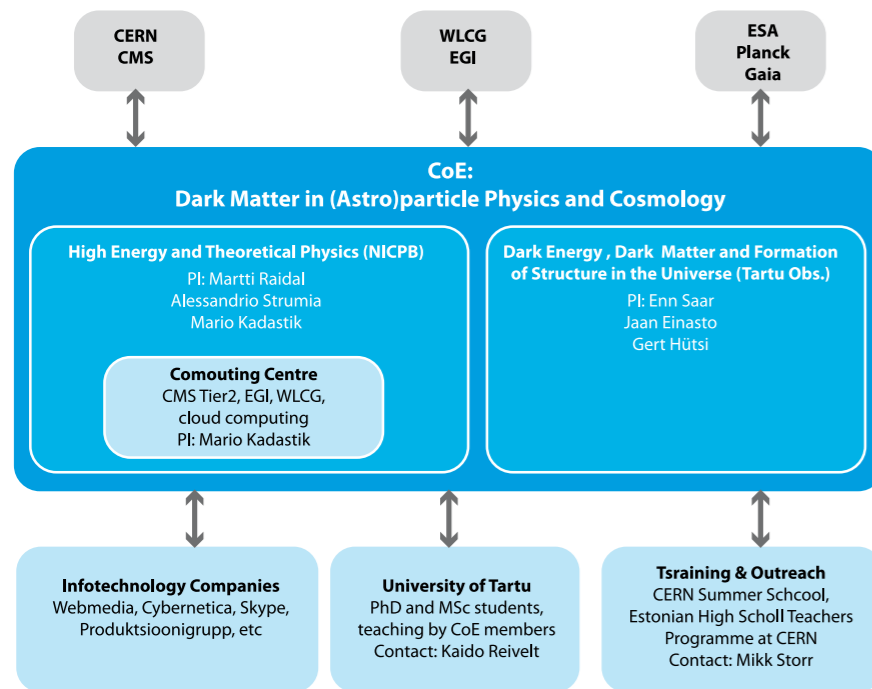 CERN
CMS
WLCG
EGI
ESA
Planck
Gaia
CoE:
Dark Matter in (Astro)particle Physics and Cosmology
High Energy and Theoretical Physics (NICPB)
PI: Martti Raidal
Alessandrio Strumia
Mario Kadastik
Comouting Centre
CMS Tier2, EGI, WLCG,
cloud computing
PI: Mario Kadastik
Dark Energy , Dark Matter and Formation
of Structure in the Universe (Tartu Obs.)
PI: Enn Saar
Jaan Einasto
Gert Hütsi
Infotechnology Companies
Webmedia, Cybernetica, Skype,
Produktsioonigrupp, etc
University of Tartu
PhD and MSc students,
teaching by CoE members
Contact: Kaido Reivelt
Tsraining & Outreach
CERN Summer Schcool,
Estonian High Scholl Teachers
Programme at CERN
Contact: Mikk Storr